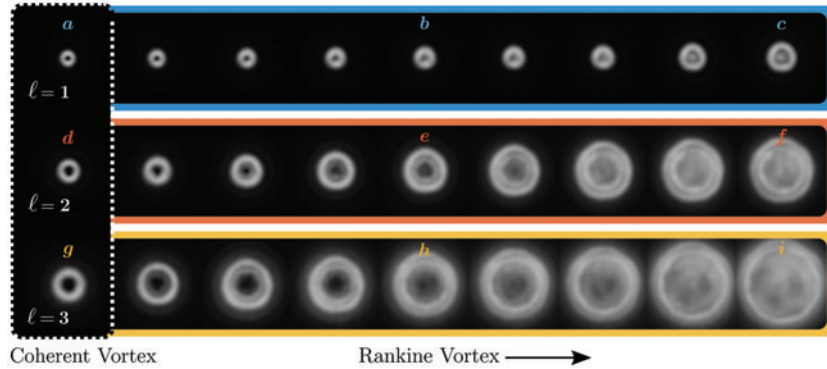 a b c
ℓ = 1
d e f
ℓ = 2
g h i
ℓ = 3
Coherent Vortex Rankine Vortex